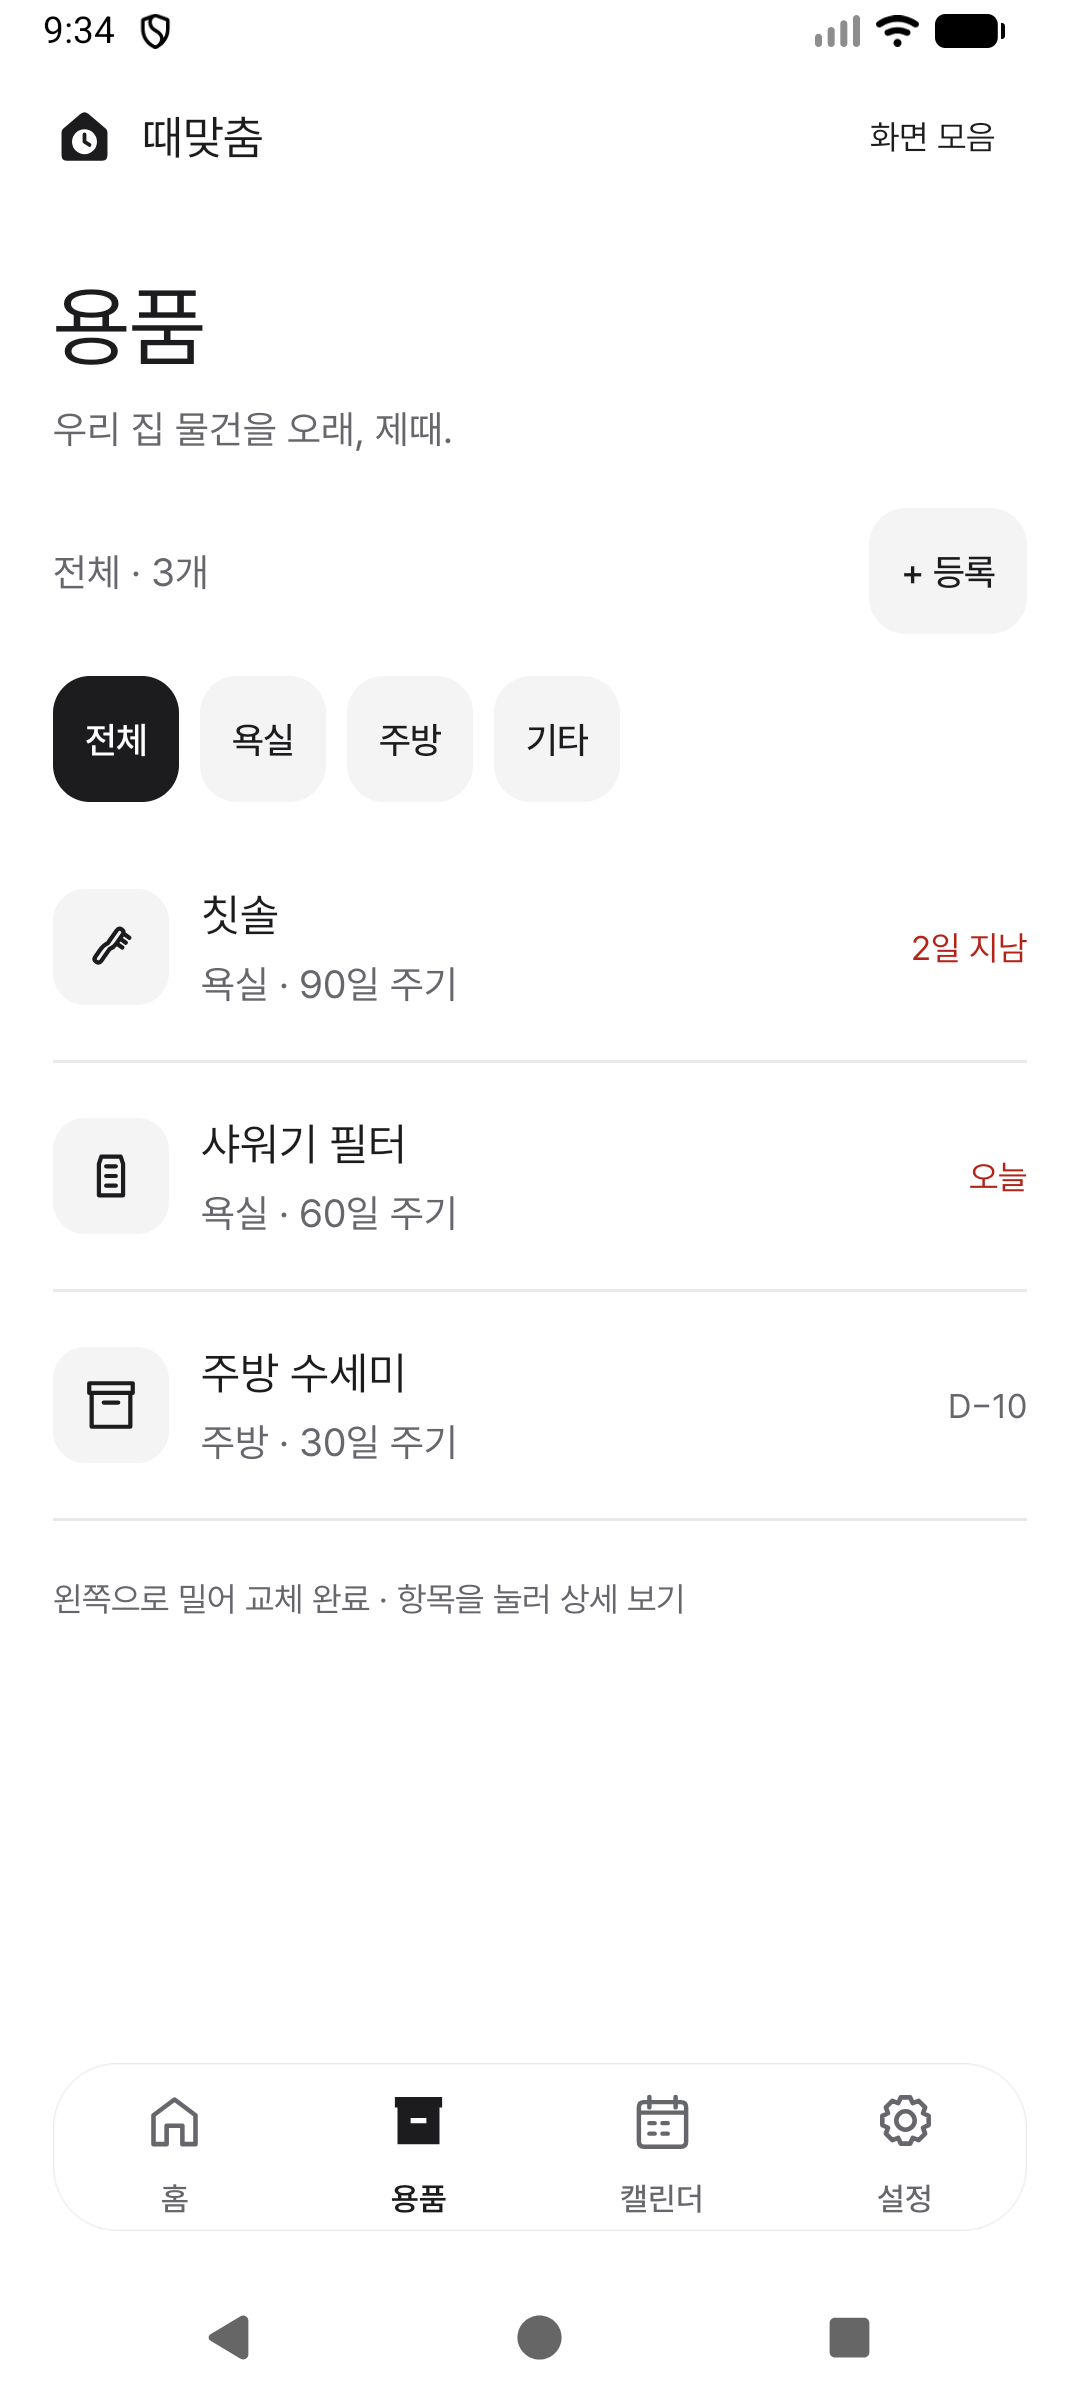 9:34
때맞춤
화면 모음
용품
우리 집 물건을 오래, 제때.
전체 · 3개
+ 등록
전체
욕실
주방
기타
칫솔
욕실 · 90일 주기
2일 지남
샤워기 필터
욕실 · 60일 주기
오늘
주방 수세미
주방 · 30일 주기
D−10
왼쪽으로 밀어 교체 완료 · 항목을 눌러 상세 보기
홈
용품
캘린더
설정